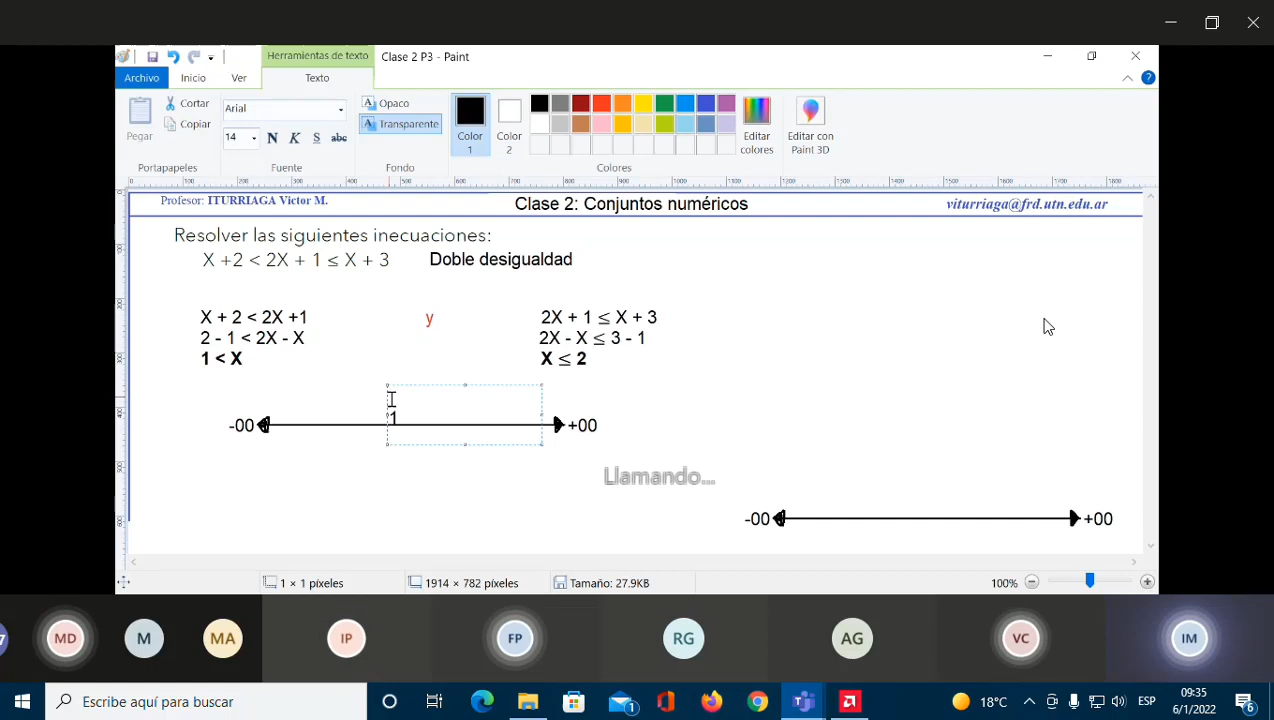 Herramientas de texto
Clase 2 P3 - Paint
Archivo
Inicio
Ver
Texto
Pegar
Cortar
Copiar
Portapapeles
Arial
14
N K S abc
Fuente
Opaco
Transparente
Fondo
Color
1
Color
2
Editar
colores
Editar con
Paint 3D
Colores
Profesor: ITURRIAGA Victor M.
Clase 2: Conjuntos numéricos
viturriaga@frd.utn.edu.ar
Resolver las siguientes inecuaciones:
X +2 < 2X + 1 ≤ X + 3 Doble desigualdad
X + 2 < 2X +1 y 2X + 1 ≤ X + 3
2 - 1 < 2X - X 2X - X ≤ 3 - 1
1 < X X ≤ 2
1
-00 +00
Llamando...
-00 +00
1 × 1 píxeles
1914 × 782 píxeles
Tamaño: 27.9KB
100%
7 MD M MA IP FP RG AG VC IM
Escribe aquí para buscar
1
18°C
ESP
09:35
6/1/2022
6